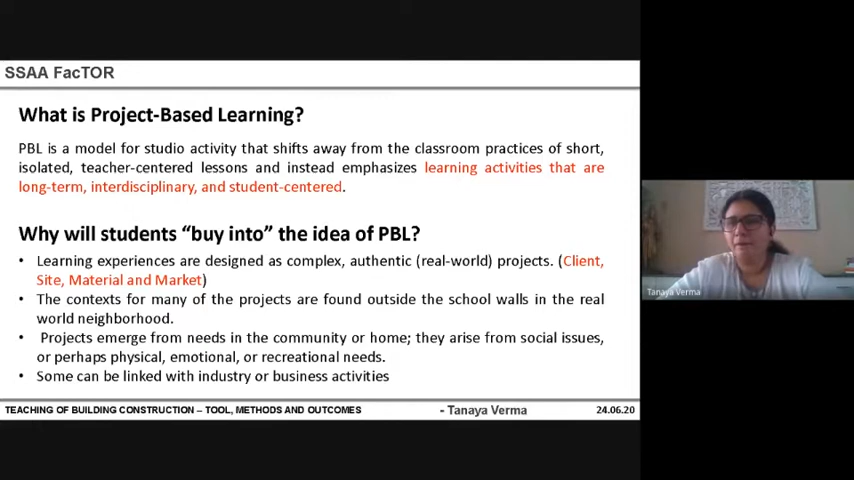 SSAA FacTOR
What is Project-Based Learning?
PBL is a model for studio activity that shifts away from the classroom practices of short,
isolated, teacher-centered lessons and instead emphasizes learning activities that are
long-term, interdisciplinary, and student-centered.
Why will students “buy into” the idea of PBL?
• Learning experiences are designed as complex, authentic (real-world) projects. (Client,
Site, Material and Market)
• The contexts for many of the projects are found outside the school walls in the real
world neighborhood.
• Projects emerge from needs in the community or home; they arise from social issues,
or perhaps physical, emotional, or recreational needs.
• Some can be linked with industry or business activities
TEACHING OF BUILDING CONSTRUCTION – TOOL, METHODS AND OUTCOMES - Tanaya Verma 24.06.20
Tanaya Verma